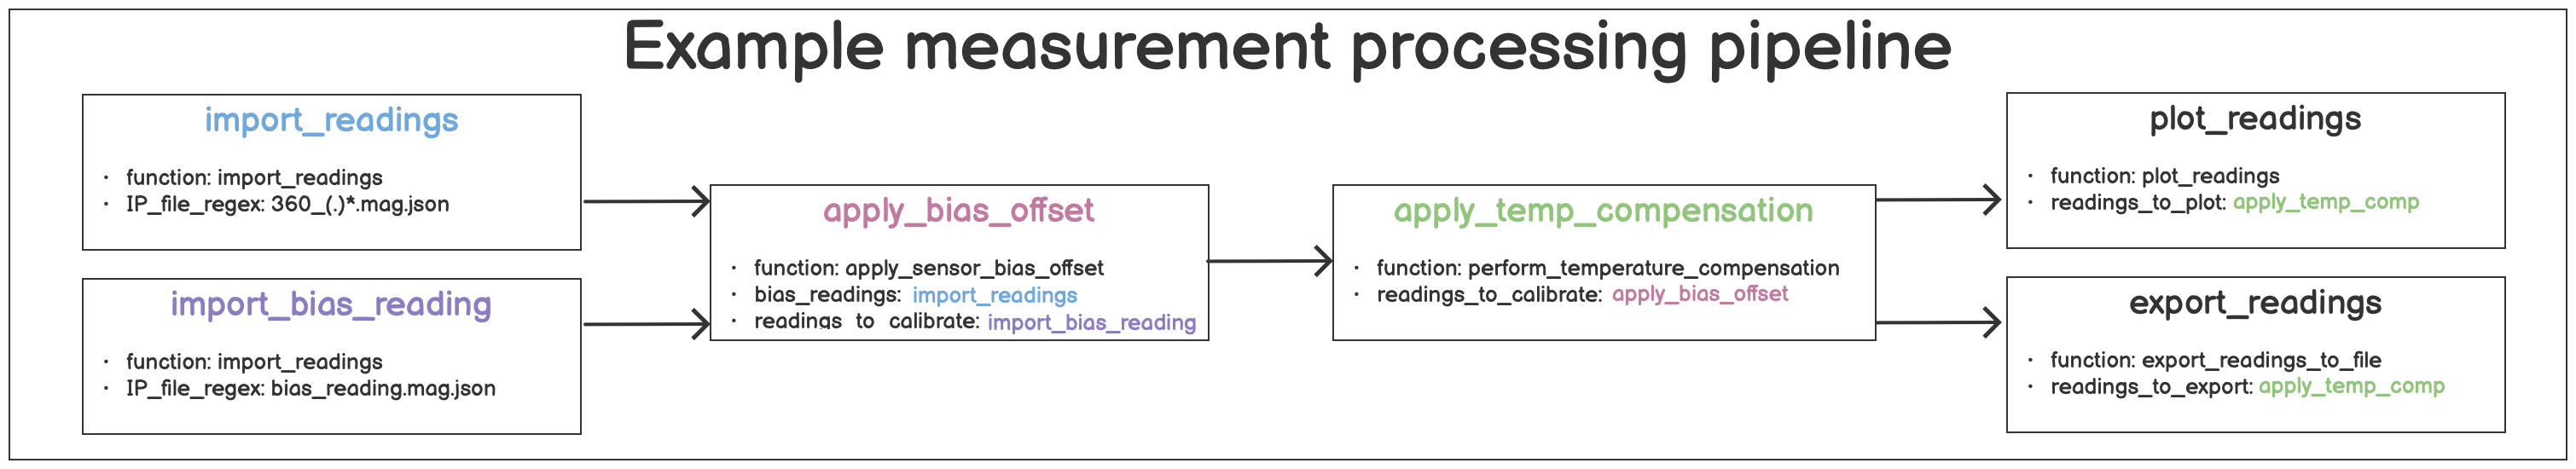 Example measurement processing pipeline
import_readings
· function: import_readings
· IP_file_regex: 360_(.)*.mag.json
import_bias_reading
· function: import_readings
· IP_file_regex: bias_reading.mag.json
apply_bias_offset
· function: apply_sensor_bias_offset
· bias_readings: import_readings
· readings_to_calibrate: import_bias_reading
apply_temp_compensation
· function: perform_temperature_compensation
· readings_to_calibrate: apply_bias_offset
plot_readings
· function: plot_readings
· readings_to_plot: apply_temp_comp
export_readings
· function: export_readings_to_file
· readings_to_export: apply_temp_comp